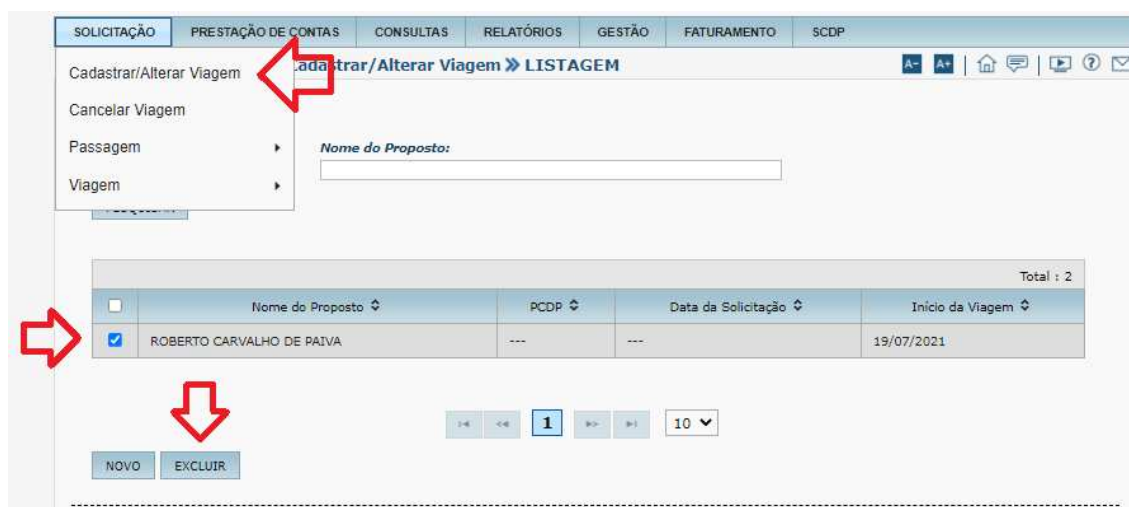 SOLICITAÇÃO PRESTAÇÃO DE CONTAS CONSULTAS RELATÓRIOS GESTÃO FATURAMENTO SCDP
Cadastrar/Alterar Viagem » LISTAGEM A- A+
Cadastrar/Alterar Viagem
Cancelar Viagem
Passagem
Viagem
Nome do Proposto:
Total : 2
Nome do Proposto PCDP Data da Solicitação Início da Viagem
ROBERTO CARVALHO DE PAIVA --- --- 19/07/2021
1 10
NOVO EXCLUIR